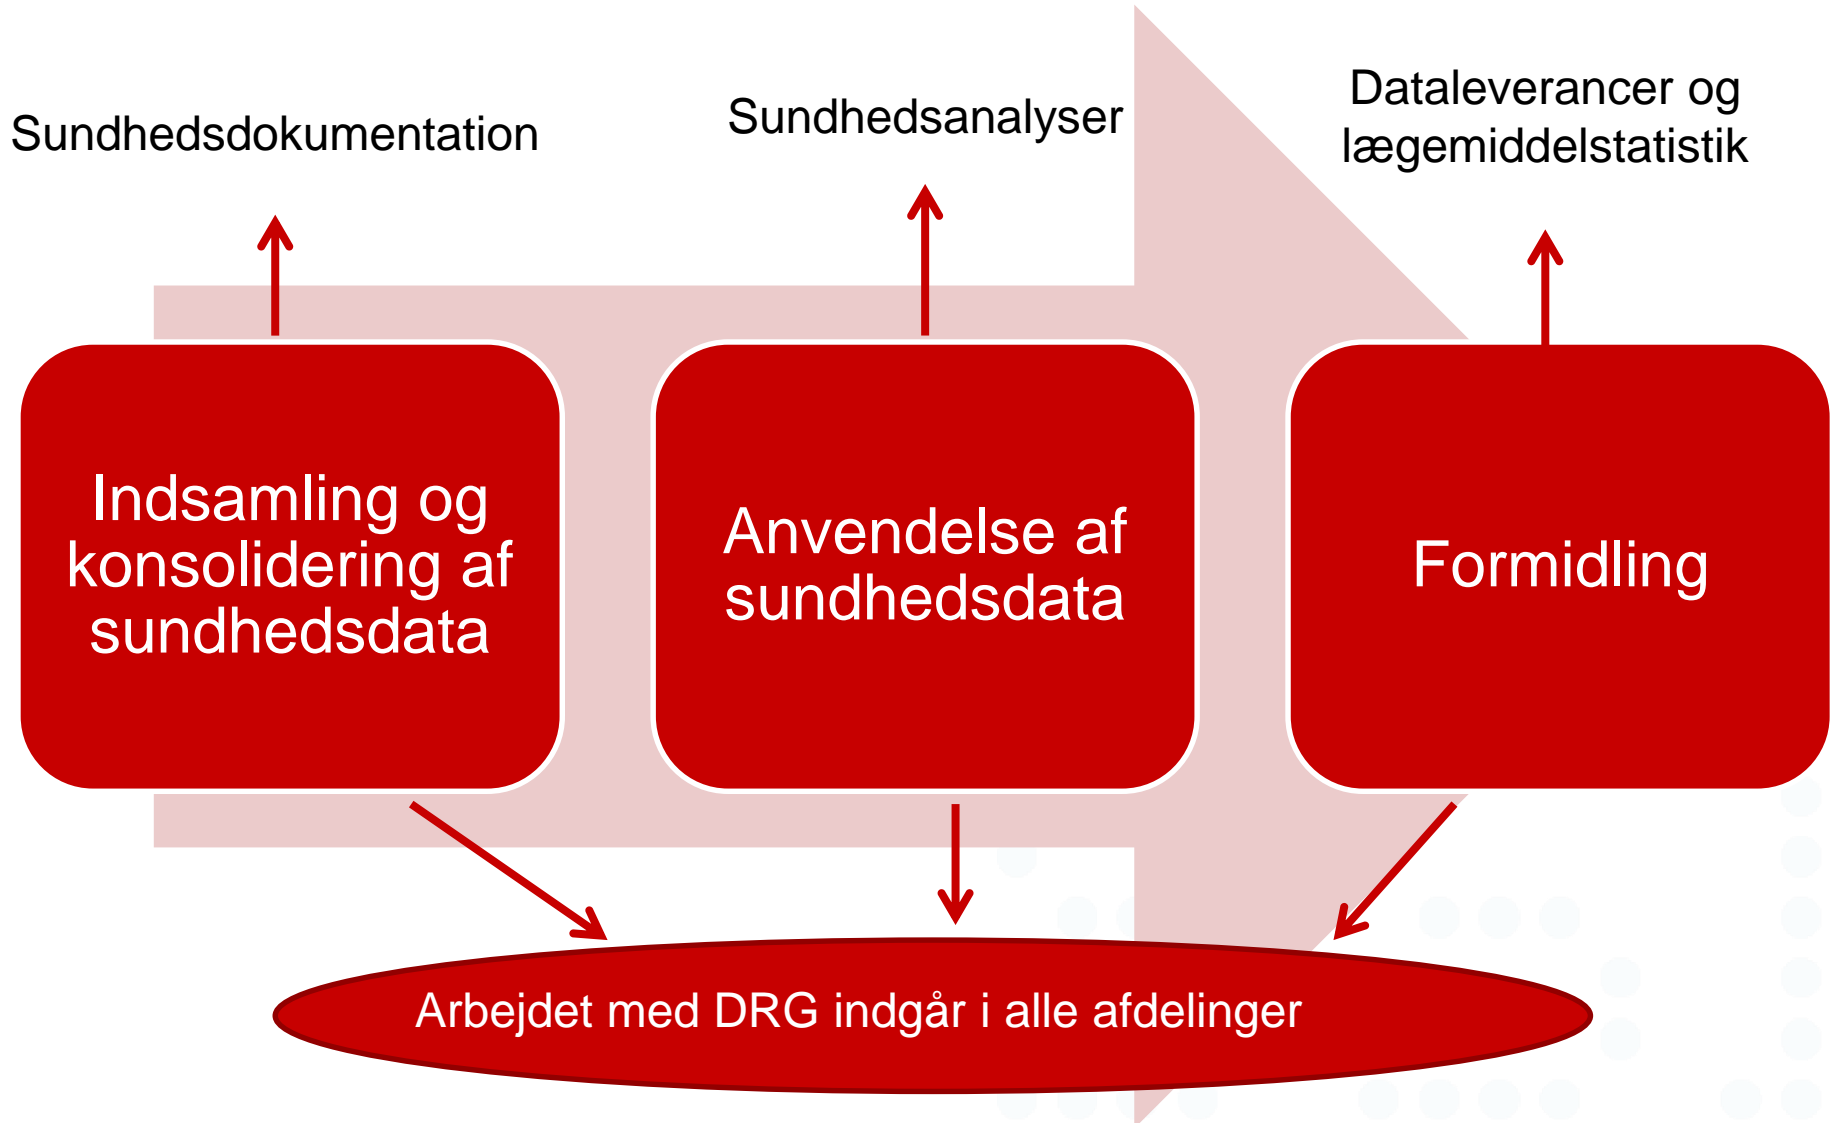 Sundhedsdokumentation
Sundhedsanalyser
Dataleverancer og
lægemiddelstatistik
Indsamling og
konsolidering af
sundhedsdata
Anvendelse af
sundhedsdata
Formidling
Arbejdet med DRG indgår i alle afdelinger